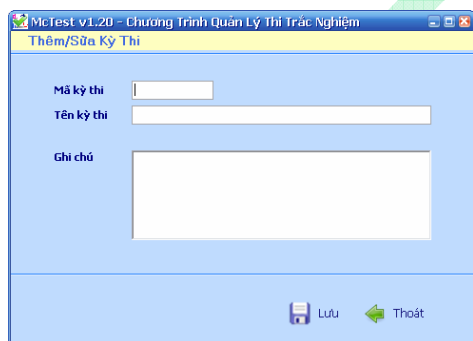 McTest v1.20 - Chương Trình Quản Lý Thi Trắc Nghiệm
Thêm/Sửa Kỳ Thi
Mã kỳ thi
Tên kỳ thi
Ghi chú
Lưu
Thoát